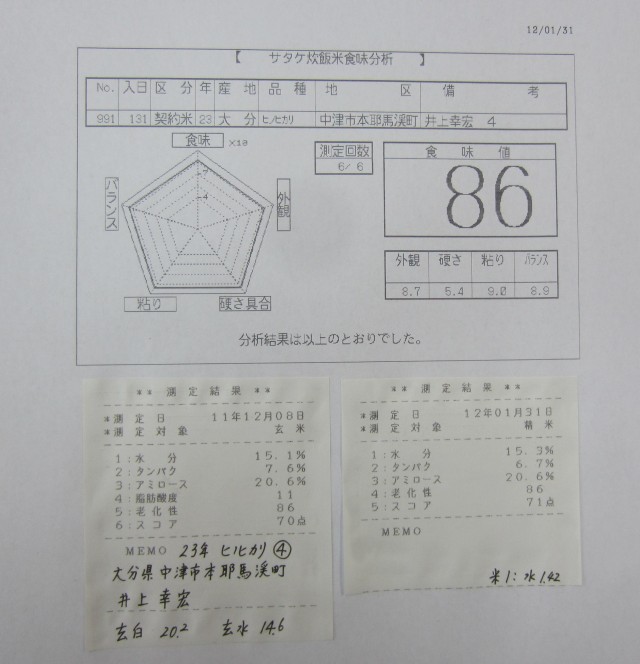 12/01/31
【 サタケ炊飯米食味分析 】
No. 入日 区分 年 産地 品種 地区 備考
991 131 契約米 23 大分 ヒノヒカリ 中津市本耶馬渓町 井上幸宏 4
食味 ×10
7
4
バランス
外観
粘り
硬さ具合
測定回数
6/ 6
食味値
86
外観 硬さ 粘り バランス
8.7 5.4 9.0 8.9
分析結果は以上のとおりでした。
** 測定結果 **
*測定日 11年12月08日
*測定対象 玄米
1:水分 15.1%
2:タンパク 7.6%
3:アミロース 20.6%
4:脂肪酸度 11
5:老化性 86
6:スコア 70点
MEMO 23年 ヒノヒカリ ④
大分県中津市本耶馬渓町
井上幸宏
玄白 20.2 玄水 14.6
** 測定結果 **
*測定日 12年01月31日
*測定対象 精米
1:水分 15.3%
2:タンパク 6.7%
3:アミロース 20.6%
4:老化性 86
5:スコア 71点
MEMO
米1:水1.42